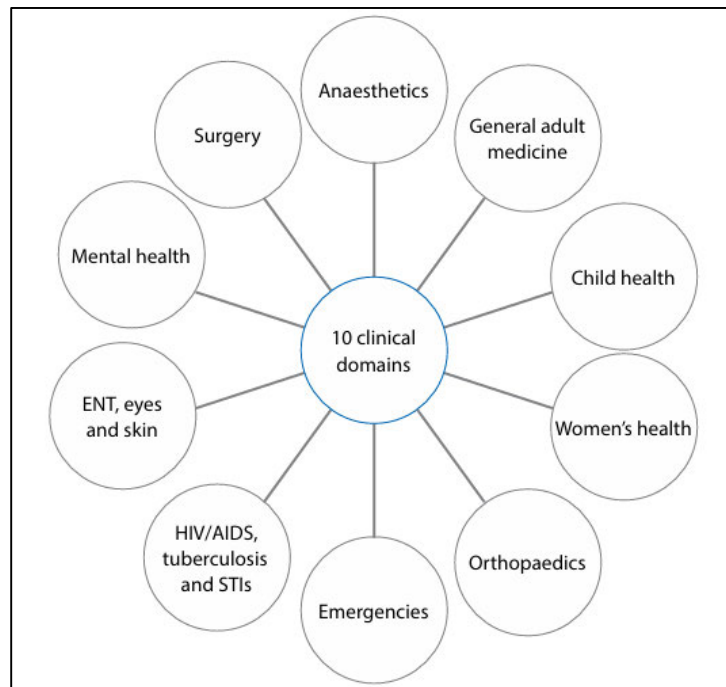 Anaesthetics
General adult
medicine
Child health
Women's health
Orthopaedics
Emergencies
HIV/AIDS,
tuberculosis
and STIs
ENT, eyes
and skin
Mental health
Surgery
10 clinical
domains